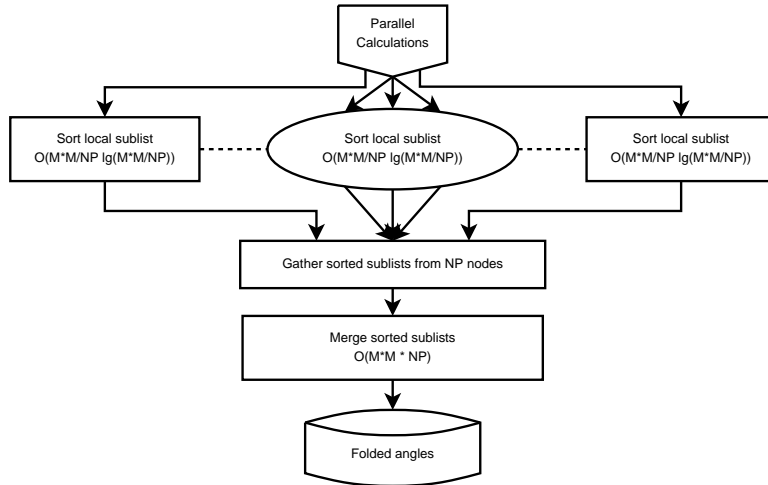 Parallel
Calculations
Sort local sublist
O(M*M/NP lg(M*M/NP))
Sort local sublist
O(M*M/NP lg(M*M/NP))
Sort local sublist
O(M*M/NP lg(M*M/NP))
Gather sorted sublists from NP nodes
Merge sorted sublists
O(M*M * NP)
Folded angles